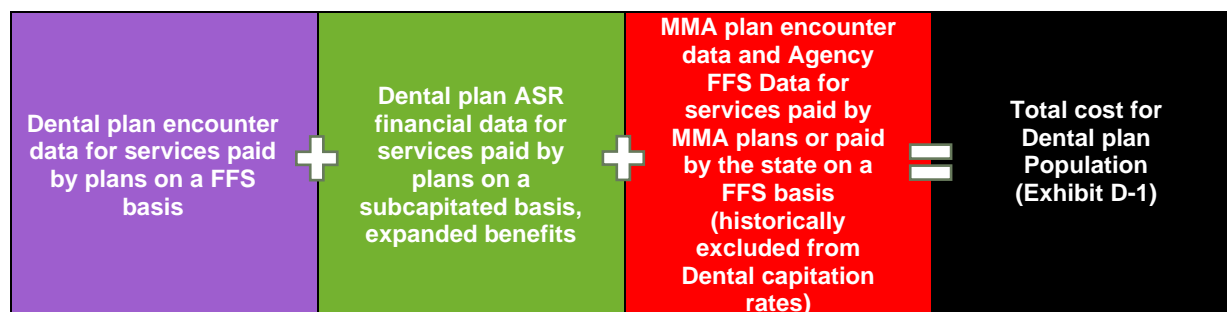 Dental plan encounter
data for services paid
by plans on a FFS
basis
Dental plan ASR
financial data for
services paid by
plans on a
subcapitated basis,
expanded benefits
MMA plan encounter
data and Agency
FFS Data for
services paid by
MMA plans or paid
by the state on a
FFS basis
(historically
excluded from
Dental capitation
rates)
Total cost for
Dental plan
Population
(Exhibit D-1)